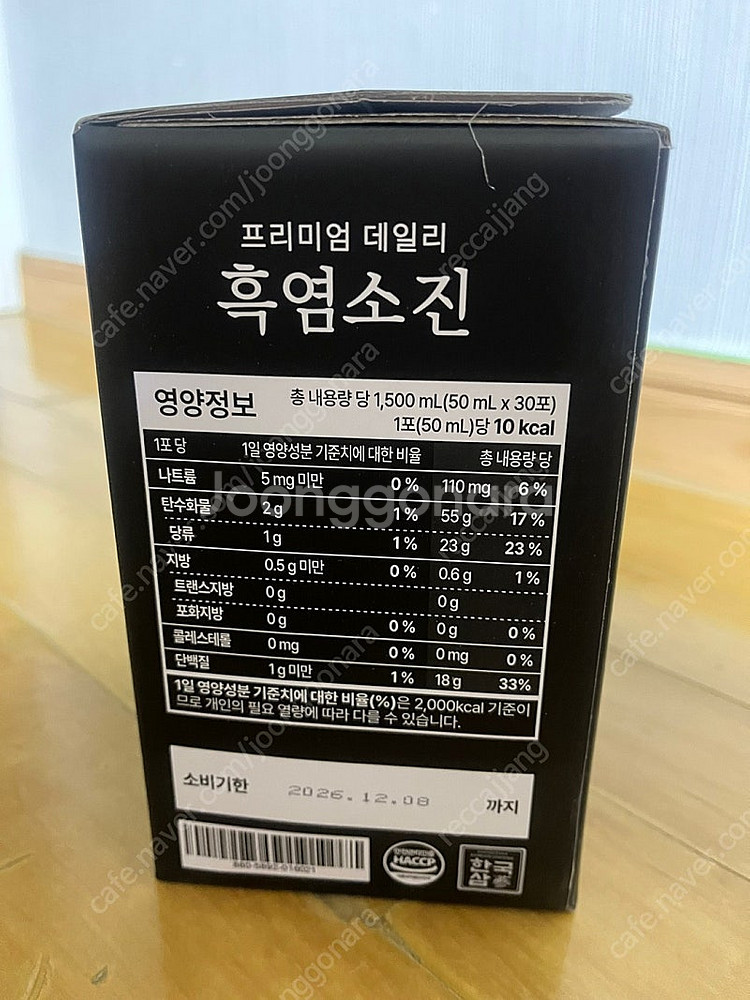 프리미엄 데일리
흑염소진
영양정보 총 내용량 당 1,500 mL(50 mL x 30포)
1포(50 mL)당 10 kcal
1포 당 1일 영양성분 기준치에 대한 비율 총 내용량 당
나트륨 5 mg 미만 0 % 110 mg 6 %
탄수화물 2 g 1 % 55 g 17 %
당류 1 g 1 % 23 g 23 %
지방 0.5 g 미만 0 % 0.6 g 1 %
트랜스지방 0 g 0 g
포화지방 0 g 0 % 0 g 0 %
콜레스테롤 0 mg 0 % 0 mg 0 %
단백질 1 g 미만 1 % 18 g 33%
1일 영양성분 기준치에 대한 비율(%)은 2,000kcal 기준이
므로 개인의 필요 열량에 따라 다를 수 있습니다.
소비기한 2026.12.08 까지
HACCP
Joonggonara
cafe.naver.com/joonggonara
reccajjang